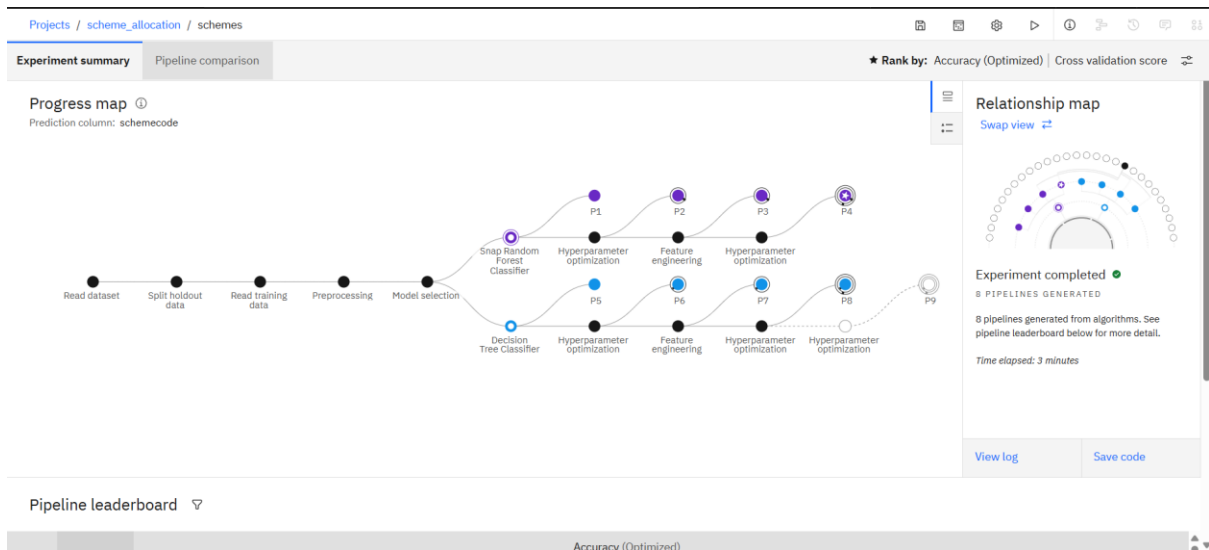 Projects / scheme_allocation / schemes
Experiment summary
Pipeline comparison
★ Rank by: Accuracy (Optimized) | Cross validation score
Progress map
Prediction column: schemecode
P1
P2
P3
P4
Snap Random
Forest
Classifier
Hyperparameter
optimization
Feature
engineering
Hyperparameter
optimization
Read dataset
Split holdout
data
Read training
data
Preprocessing
Model selection
P5
P6
P7
P8
P9
Decision
Tree Classifier
Hyperparameter
optimization
Feature
engineering
Hyperparameter
optimization
Hyperparameter
optimization
Relationship map
Swap view
Experiment completed
8 PIPELINES GENERATED
8 pipelines generated from algorithms. See
pipeline leaderboard below for more detail.
Time elapsed: 3 minutes
View log
Save code
Pipeline leaderboard
Accuracy (Optimized)